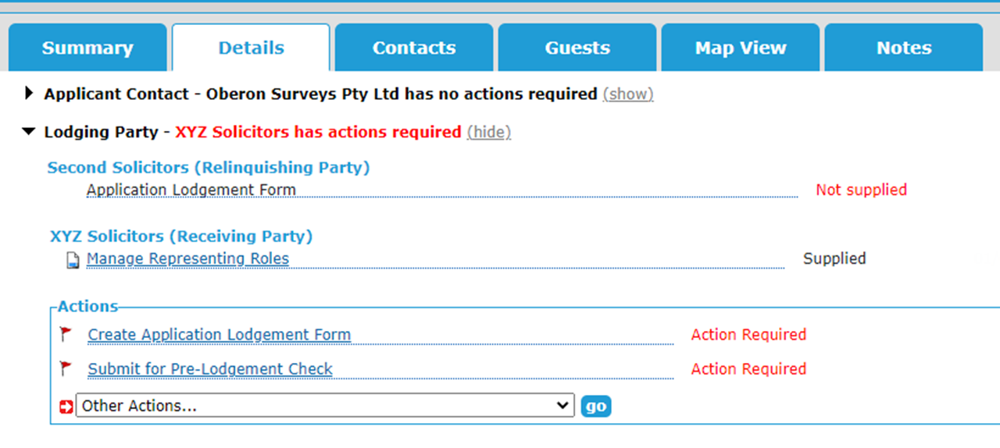 Summary Details Contacts Guests Map View Notes
Applicant Contact - Oberon Surveys Pty Ltd has no actions required (show)
Lodging Party - XYZ Solicitors has actions required (hide)
Second Solicitors (Relinquishing Party)
Application Lodgement Form Not supplied
XYZ Solicitors (Receiving Party)
Manage Representing Roles Supplied
Actions
Create Application Lodgement Form Action Required
Submit for Pre-Lodgement Check Action Required
Other Actions... go